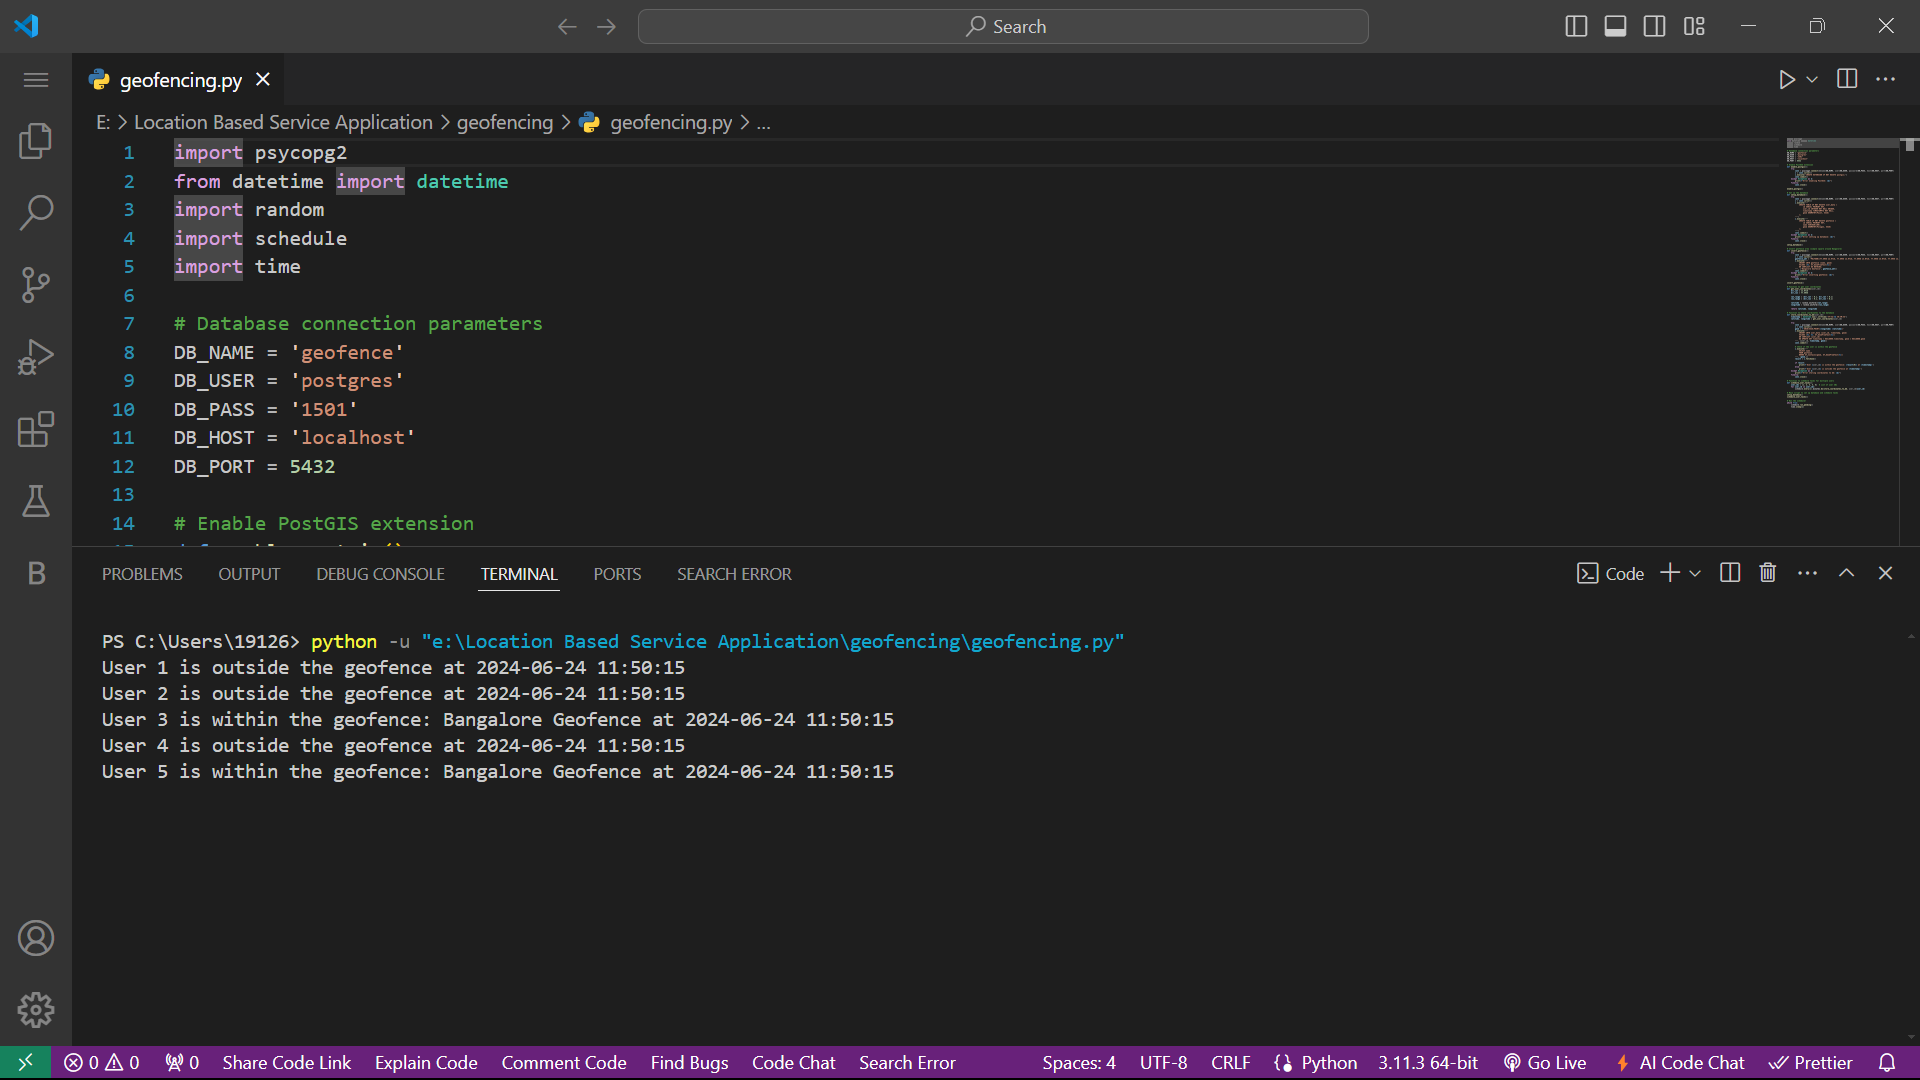 Search
geofencing.py
E: > Location Based Service Application > geofencing > geofencing.py > ...
1 import psycopg2
2 from datetime import datetime
3 import random
4 import schedule
5 import time
6
7 # Database connection parameters
8 DB_NAME = 'geofence'
9 DB_USER = 'postgres'
10 DB_PASS = '1501'
11 DB_HOST = 'localhost'
12 DB_PORT = 5432
13
14 # Enable PostGIS extension
B
PROBLEMS OUTPUT DEBUG CONSOLE TERMINAL PORTS SEARCH ERROR Code
PS C:\Users\19126> python -u "e:\Location Based Service Application\geofencing\geofencing.py"
User 1 is outside the geofence at 2024-06-24 11:50:15
User 2 is outside the geofence at 2024-06-24 11:50:15
User 3 is within the geofence: Bangalore Geofence at 2024-06-24 11:50:15
User 4 is outside the geofence at 2024-06-24 11:50:15
User 5 is within the geofence: Bangalore Geofence at 2024-06-24 11:50:15
0 0 0 Share Code Link Explain Code Comment Code Find Bugs Code Chat Search Error Spaces: 4 UTF-8 CRLF Python 3.11.3 64-bit Go Live AI Code Chat Prettier